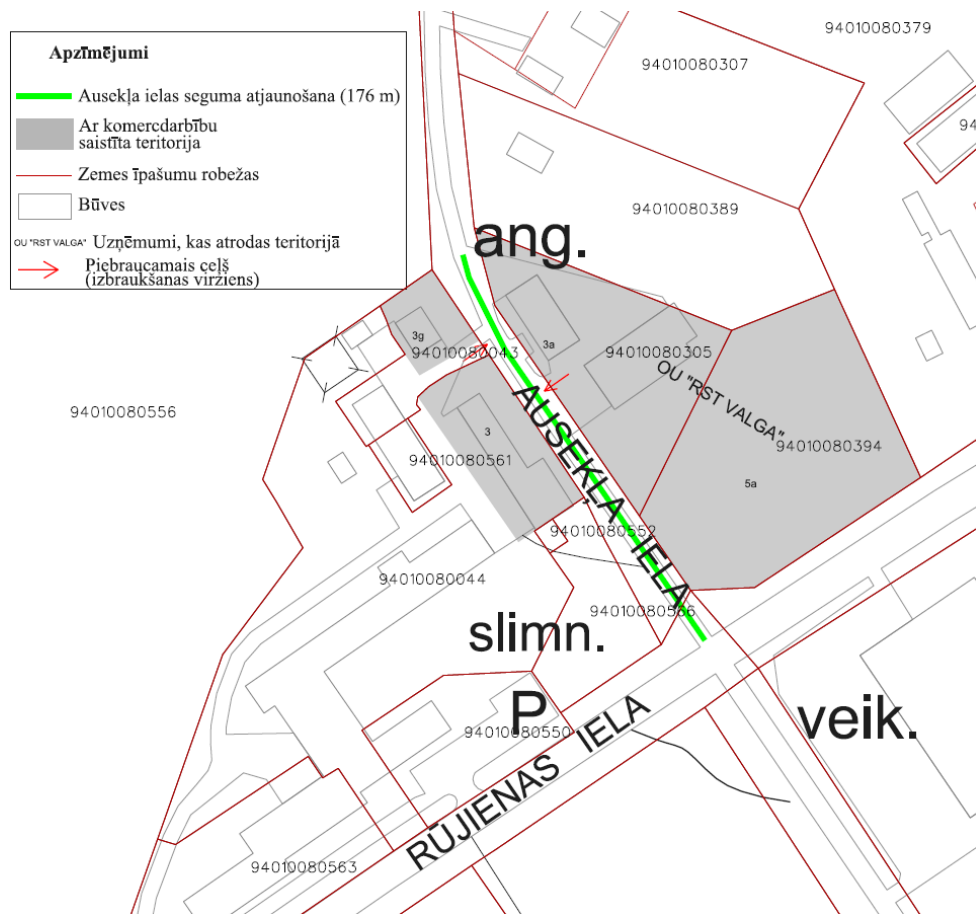 Apzīmējumi
Ausekļa ielas seguma atjaunošana (176 m)
Ar komercdarbību
saistīta teritorija
Zemes īpašumu robežas
Būves
OU "RST VALGA" Uzņēmumi, kas atrodas teritorijā
Piebraucamais ceļš
(izbraukšanas virziens)
94010080379
94010080307
94
94010080389
ang.
3g
94010080043
3a
94010080305
OU "RST VALGA"
94010080556
AUSEKĻA IELA
3
94010080561
94010080394
5a
94010080552
94010080044
94010080566
slimn.
P
94010080550
veik.
RŪJIENAS IELA
94010080563